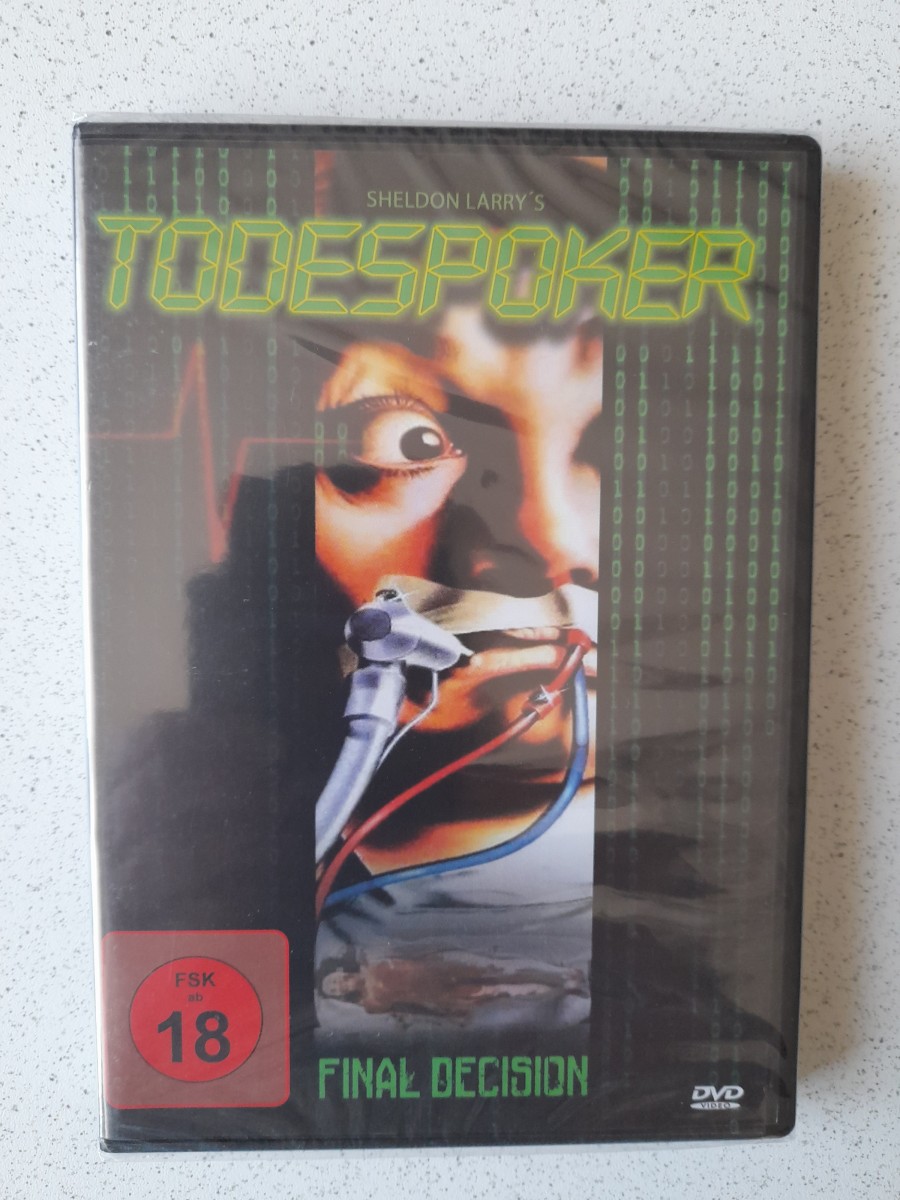 SHELDON LARRY´S
TODESPOKER
FSK
ab
18
FINAL DECISION
DVD
VIDEO